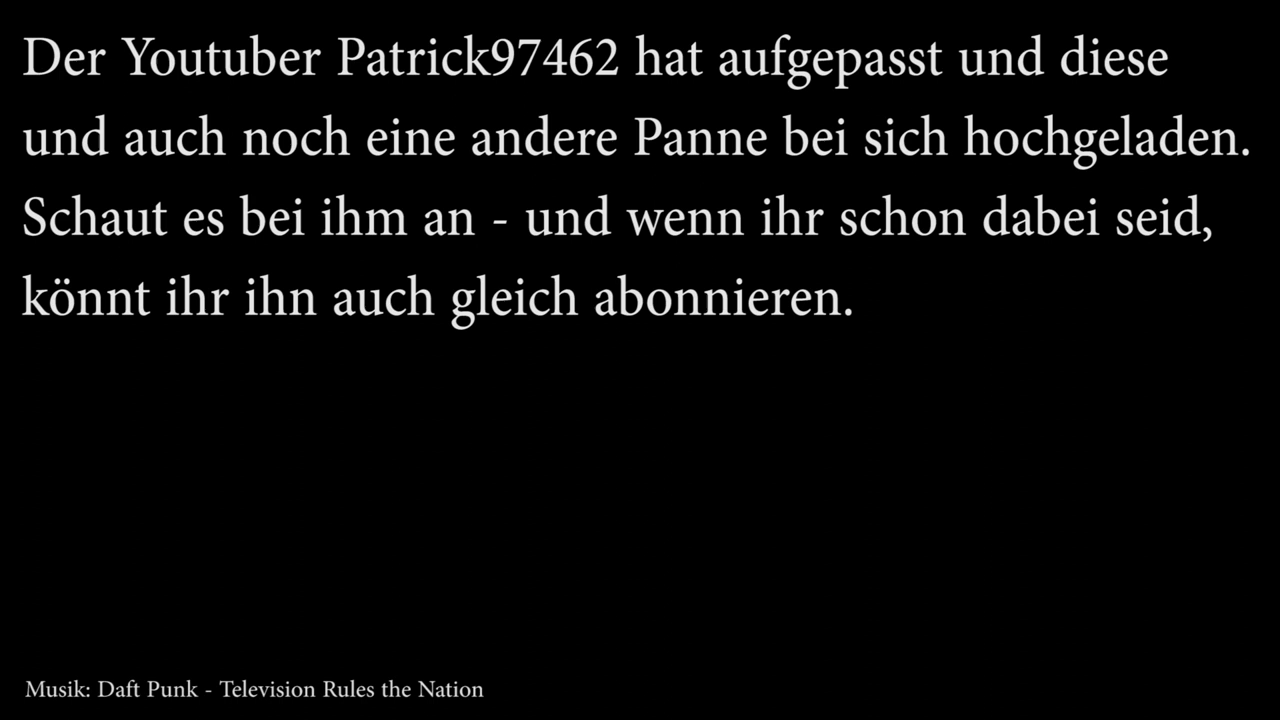 Der Youtuber Patrick97462 hat aufgepasst und diese
und auch noch eine andere Panne bei sich hochgeladen.
Schaut es bei ihm an - und wenn ihr schon dabei seid,
könnt ihr ihn auch gleich abonnieren.
Musik: Daft Punk - Television Rules the Nation